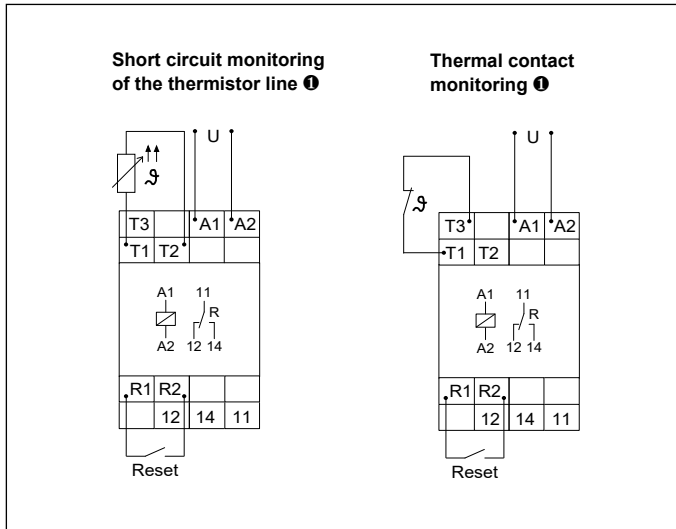 Short circuit monitoring
of the thermistor line ❶
U
ϑ
T3 A1 A2
T1 T2
A1 11
R
A2 12 14
R1 R2
12 14 11
Reset
Thermal contact
monitoring ❶
U
ϑ
T3 A1 A2
T1 T2
A1 11
R
A2 12 14
R1 R2
12 14 11
Reset